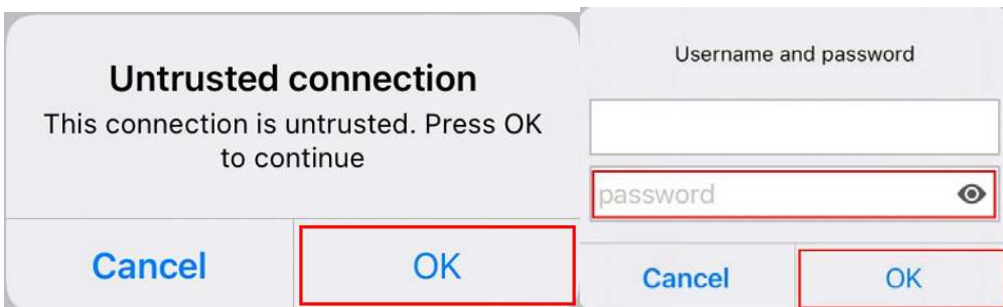 Untrusted connection
This connection is untrusted. Press OK
to continue
Cancel
OK
Username and password
password
Cancel
OK